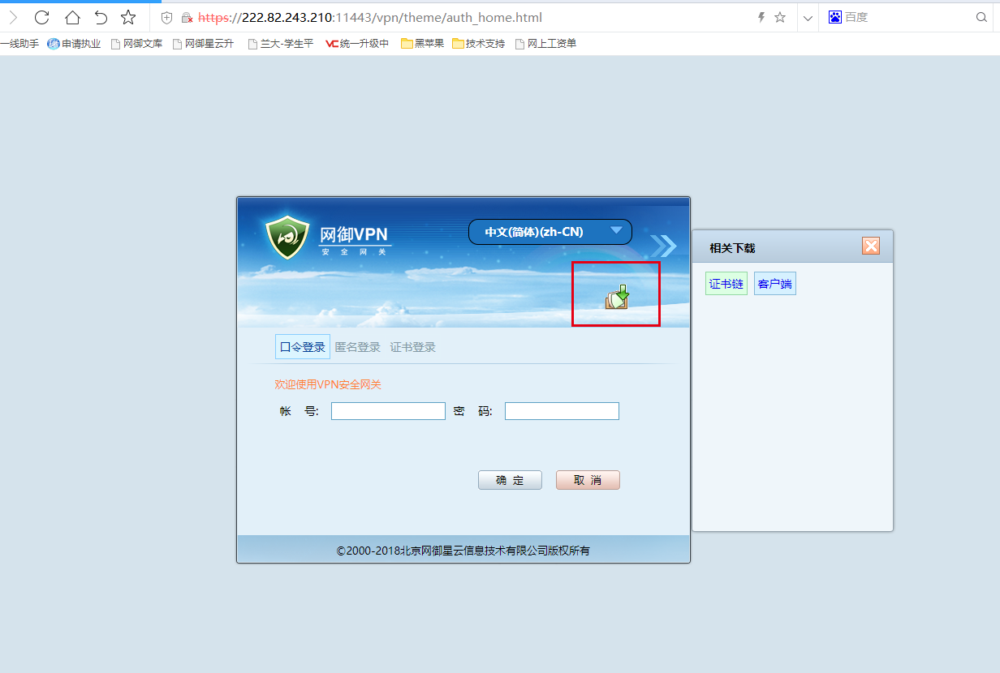 https://222.82.243.210:11443/vpn/theme/auth_home.html
百度
一线助手 申请执业 网御文库 网御星云升 兰大-学生平 VC统一升级中 黑苹果 技术支持 网上工资单
网御VPN
安全网关
中文(简体)(zh-CN)
相关下载
证书链 客户端
口令登录 匿名登录 证书登录
欢迎使用VPN安全网关
帐 号: 密 码:
确 定 取 消
©2000-2018北京网御星云信息技术有限公司版权所有